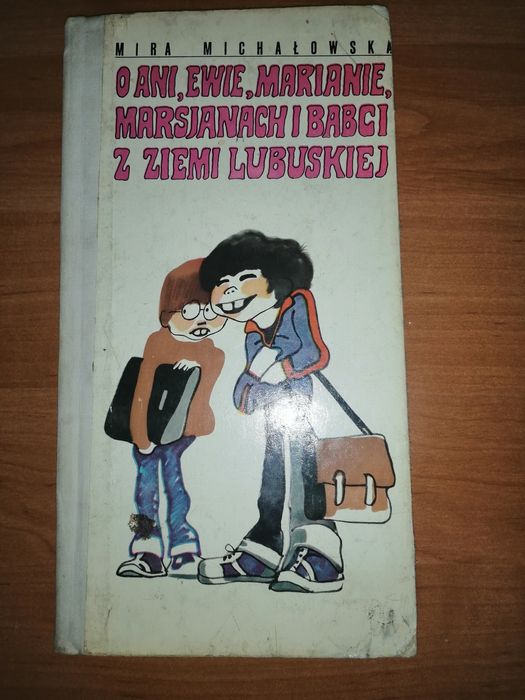 MIRA MICHAŁOWSKA
O ANI, EWIE, MARIANIE,
MARSJANACH I BABCI
Z ZIEMI LUBUSKIEJ